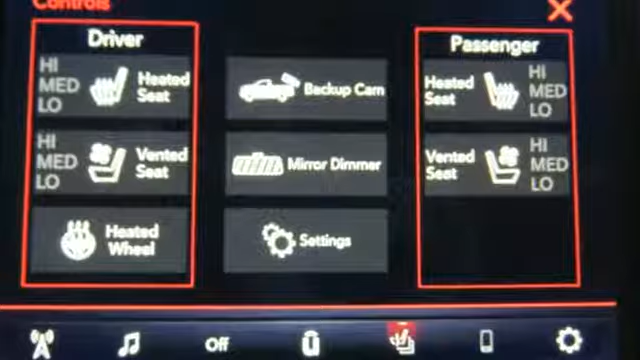 Controls
Driver
HI
MED
LO
Heated
Seat
HI
MED
LO
Vented
Seat
Heated
Wheel
Backup Cam
Mirror Dimmer
Settings
Passenger
Heated
Seat
HI
MED
LO
Vented
Seat
HI
MED
LO
Off